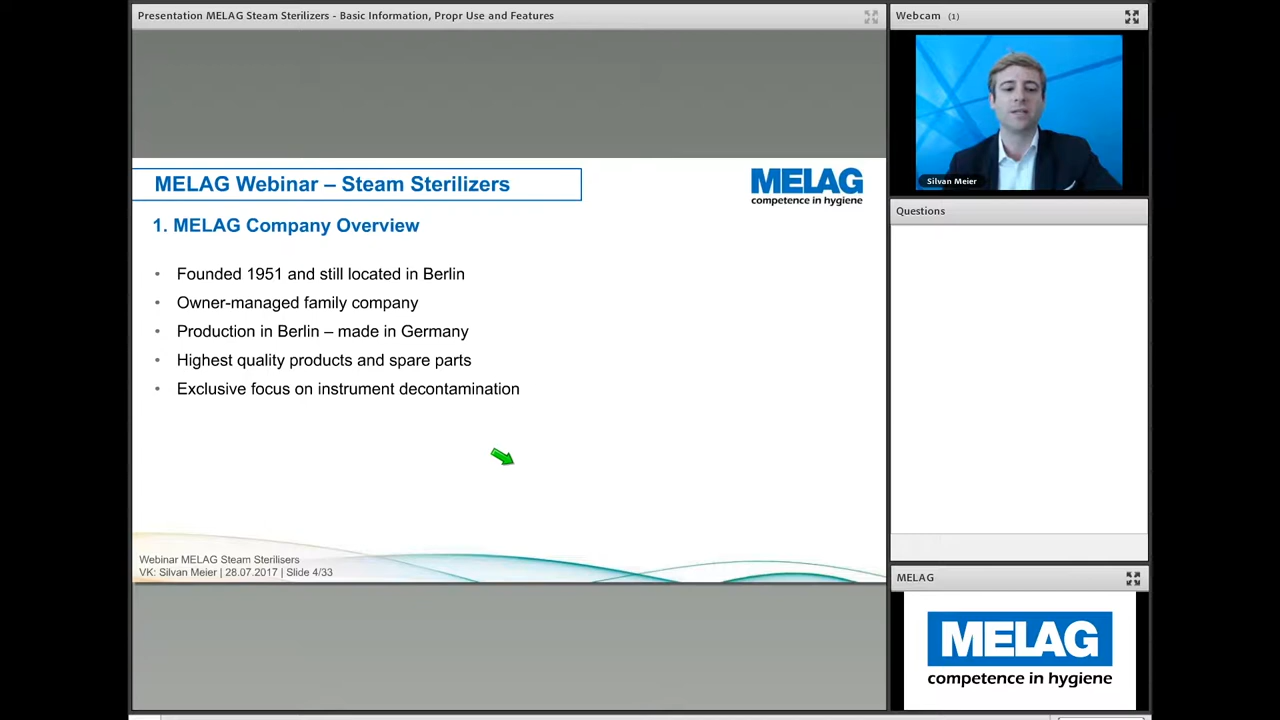 Presentation MELAG Steam Sterilizers - Basic Information, Propr Use and Features
Webcam (1)
Silvan Meier
MELAG Webinar – Steam Sterilizers
MELAG
competence in hygiene
1. MELAG Company Overview
• Founded 1951 and still located in Berlin
• Owner-managed family company
• Production in Berlin – made in Germany
• Highest quality products and spare parts
• Exclusive focus on instrument decontamination
Webinar MELAG Steam Sterilisers
VK: Silvan Meier | 28.07.2017 | Slide 4/33
Questions
MELAG
MELAG
competence in hygiene